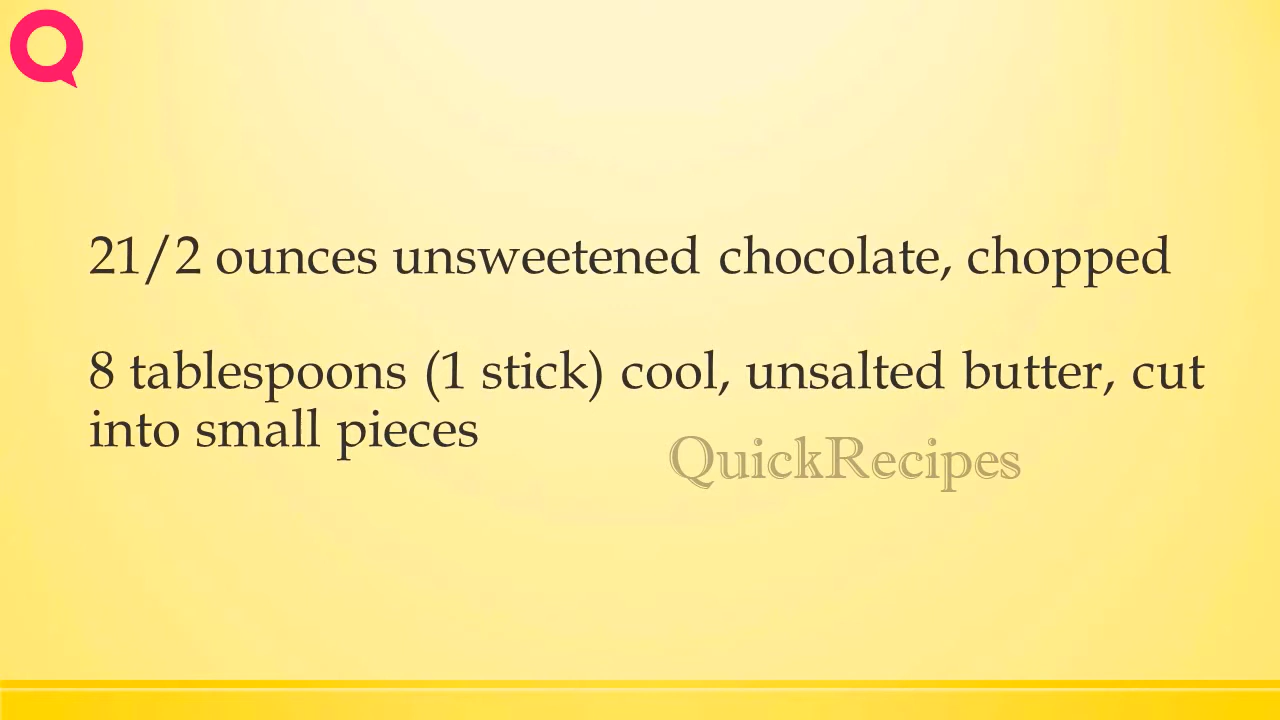 21/2 ounces unsweetened chocolate, chopped
8 tablespoons (1 stick) cool, unsalted butter, cut
into small pieces
QuickRecipes